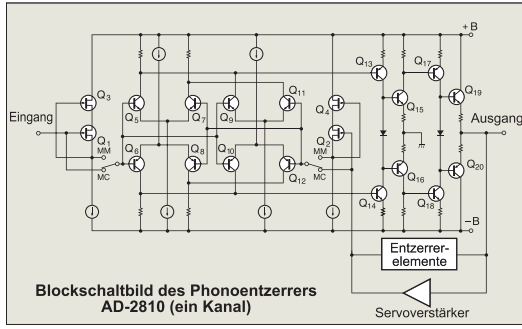 +B
Q13
Q17
Q3
Q11
Q4
Q19
Q5
Q7
Q9
Q15
Eingang
Ausgang
Q1
MM
Q2
MM
Q6
Q8
Q10
Q12
MC
MC
Q16
Q20
Q14
Q18
−B
Entzerrer-
elemente
Blockschaltbild des Phonoentzerrers
AD-2810 (ein Kanal)
Servoverstärker